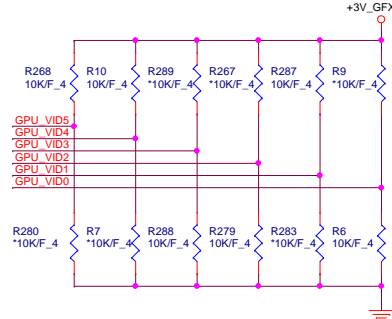 +3V_GFX
R268 R10 R289 R267 R287 R9
10K/F_4 10K/F_4 *10K/F_4 *10K/F_4 10K/F_4 *10K/F_4
GPU_VID5
GPU_VID4
GPU_VID3
GPU_VID2
GPU_VID1
GPU_VID0
R280 R7 R288 R279 R283 R6
*10K/F_4 *10K/F_4 10K/F_4 10K/F_4 *10K/F_4 10K/F_4